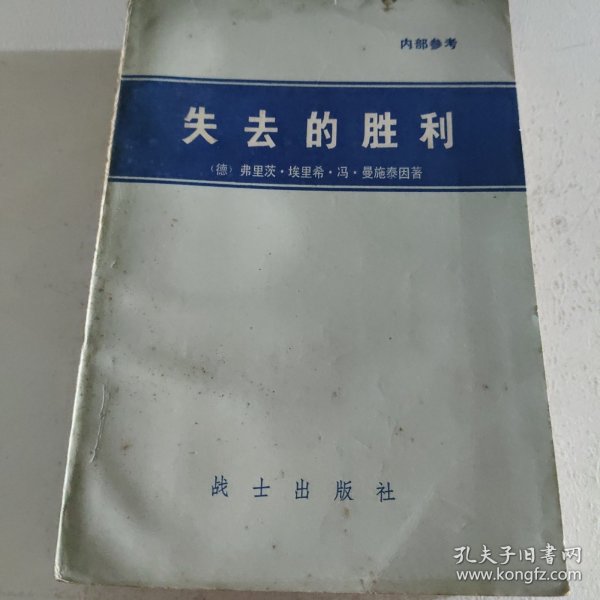 内部参考
失去的胜利
（德）弗里茨·埃里希·冯·曼施泰因著
战士出版社
孔夫子旧书网
www.kongfz.com